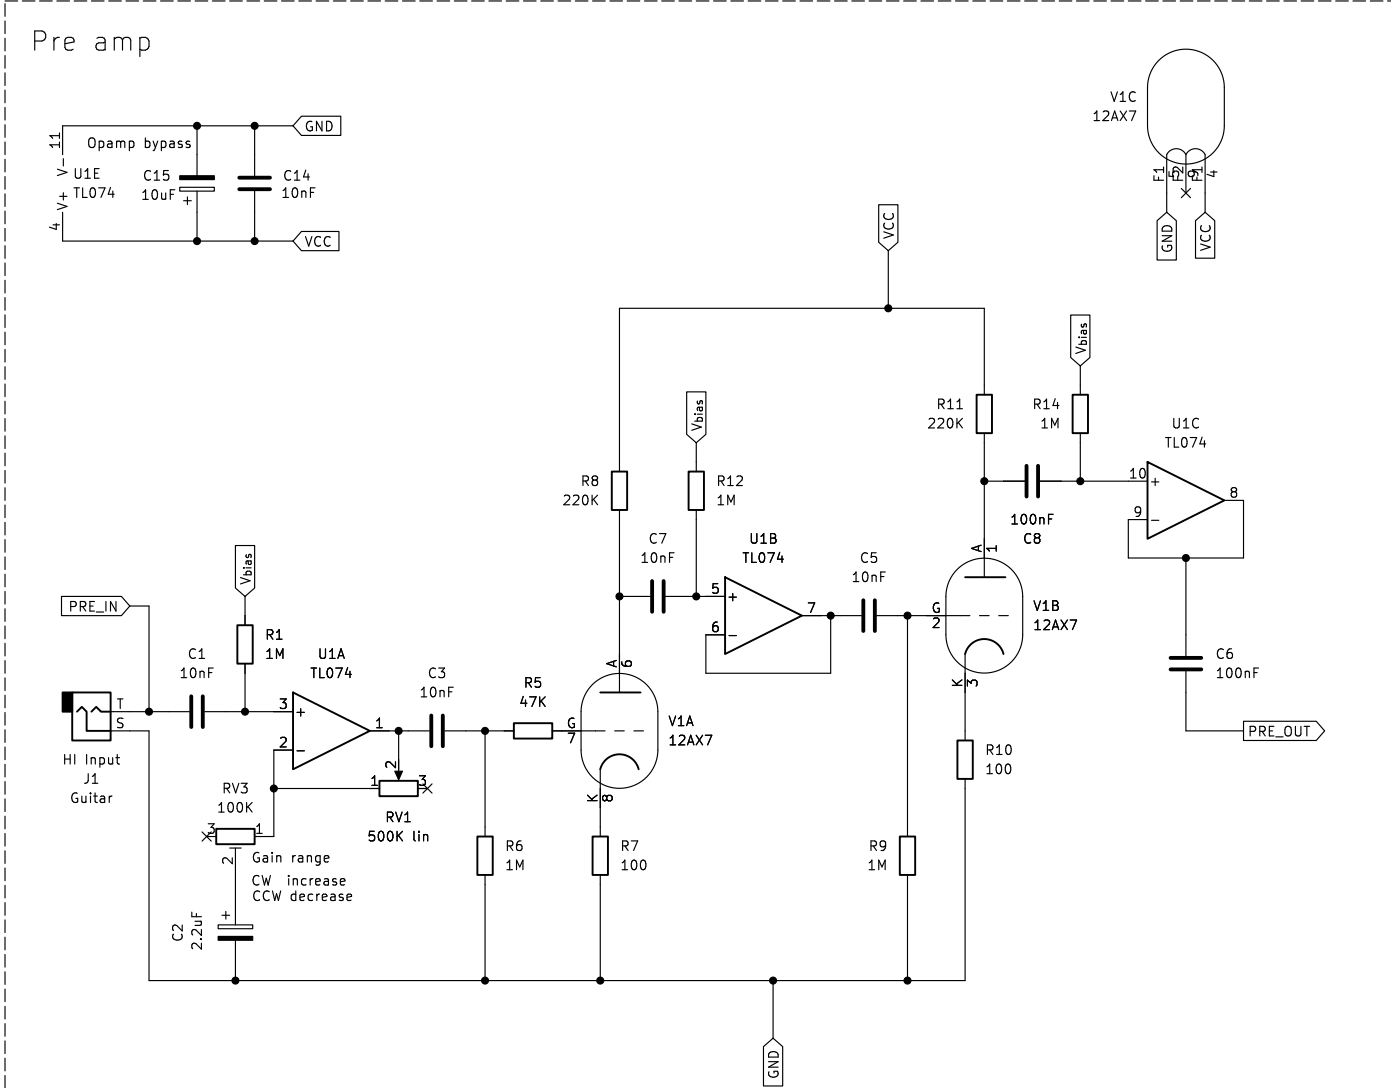 Pre amp
V1C
12AX7
F1
5
F2
9
F1
4
GND
VCC
11
V-
Opamp bypass
GND
U1E
TL074
V+
4
C15
10uF
+
C14
10nF
VCC
VCC
Vbias
R11
220K
R14
1M
U1C
TL074
10
+
9
-
8
100nF
C8
Vbias
R8
220K
R12
1M
C7
10nF
U1B
TL074
5
+
6
-
7
C5
10nF
A
1
G
2
V1B
12AX7
K
3
C6
100nF
PRE_OUT
Vbias
PRE_IN
R1
1M
C1
10nF
U1A
TL074
3
+
2
-
1
C3
10nF
R5
47K
A
6
G
7
V1A
12AX7
K
8
T
S
HI Input
J1
Guitar
RV3
100K
3
1
2
1
2
3
RV1
500K lin
Gain range
CW increase
CCW decrease
C2
2.2uF
+
R6
1M
R7
100
R9
1M
R10
100
GND